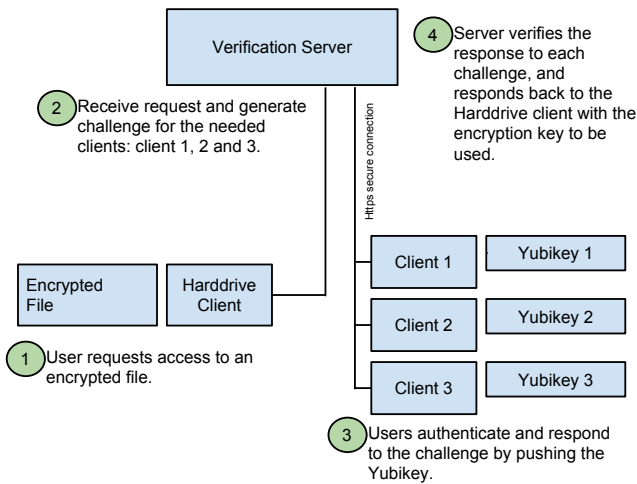 Verification Server
4
Server verifies the
response to each
challenge, and
responds back to the
Harddrive client with the
encryption key to be
used.
2
Receive request and generate
challenge for the needed
clients: client 1, 2 and 3.
Https secure connection
Encrypted
File
Harddrive
Client
Client 1
Yubikey 1
Client 2
Yubikey 2
Client 3
Yubikey 3
1
User requests access to an
encrypted file.
3
Users authenticate and respond
to the challenge by pushing the
Yubikey.